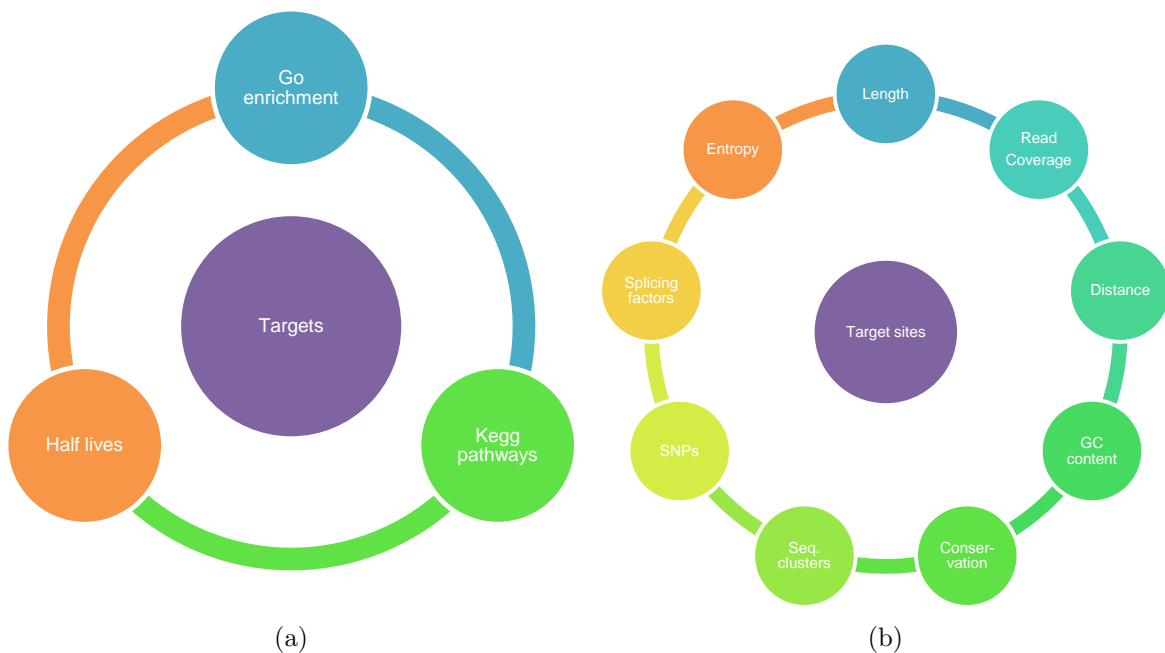 Go
enrichment
Targets
Half lives
Kegg
pathways
(a)
Length
Read
Coverage
Entropy
Distance
Splicing
factors
Target sites
GC
content
SNPs
Seq.
clusters
Conser-
vation
(b)